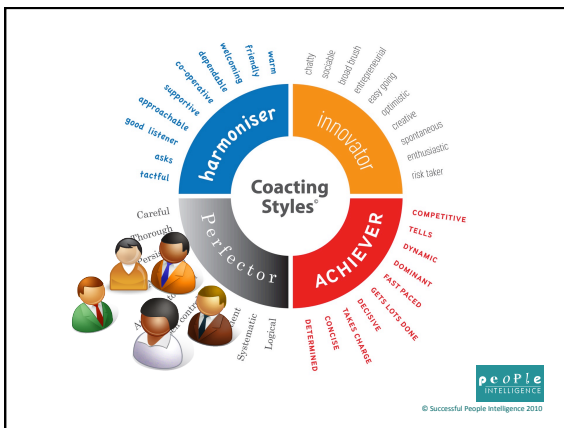 warm
friendly
welcoming
dependable
co-operative
supportive
approachable
good listener
asks
tactful
harmoniser
chatty
sociable
broad brush
entrepreneurial
easy going
optimistic
creative
spontaneous
enthusiastic
risk taker
innovator
Coacting
Styles©
Careful
Thorough
Systematic
Logical
Perfector
ACHIEVER
COMPETITIVE
TELLS
DYNAMIC
DOMINANT
FAST PACED
GETS LOTS DONE
DECISIVE
TAKES CHARGE
CONCISE
DETERMINED
people
INTELLIGENCE
© Successful People Intelligence 2010